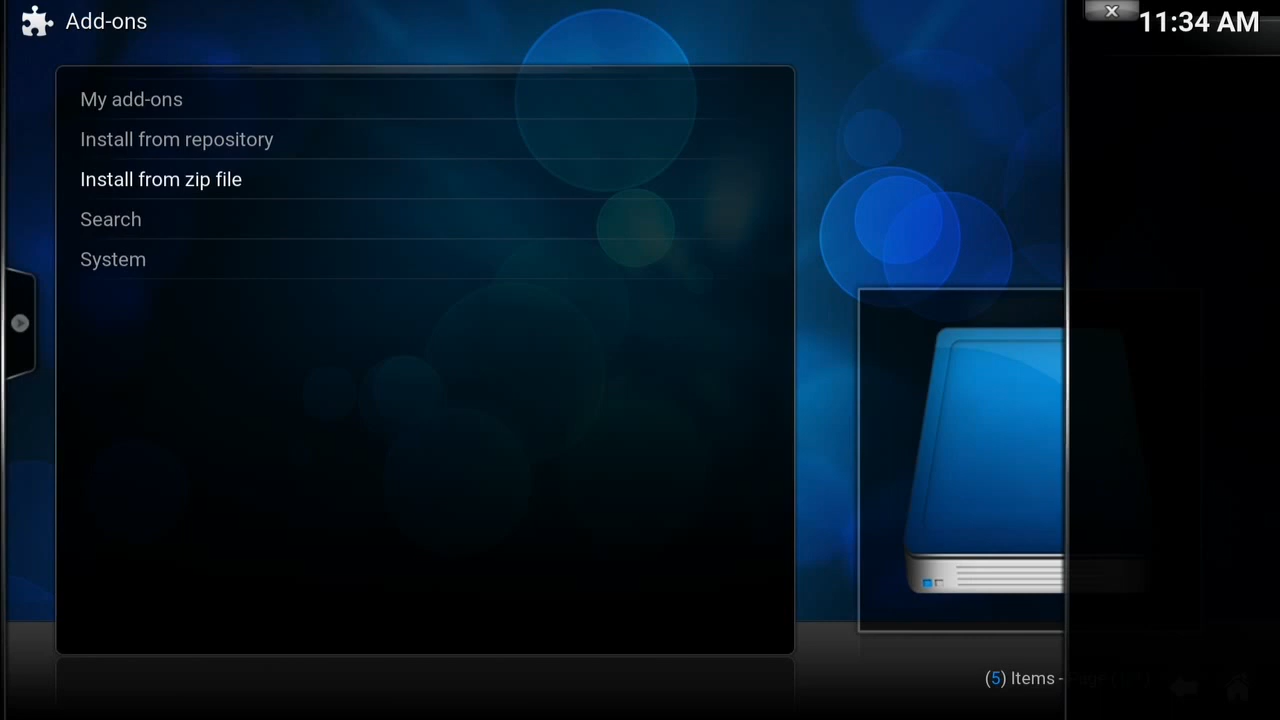 Add-ons
11:34 AM
My add-ons
Install from repository
Install from zip file
Search
System
(5) Items - Page